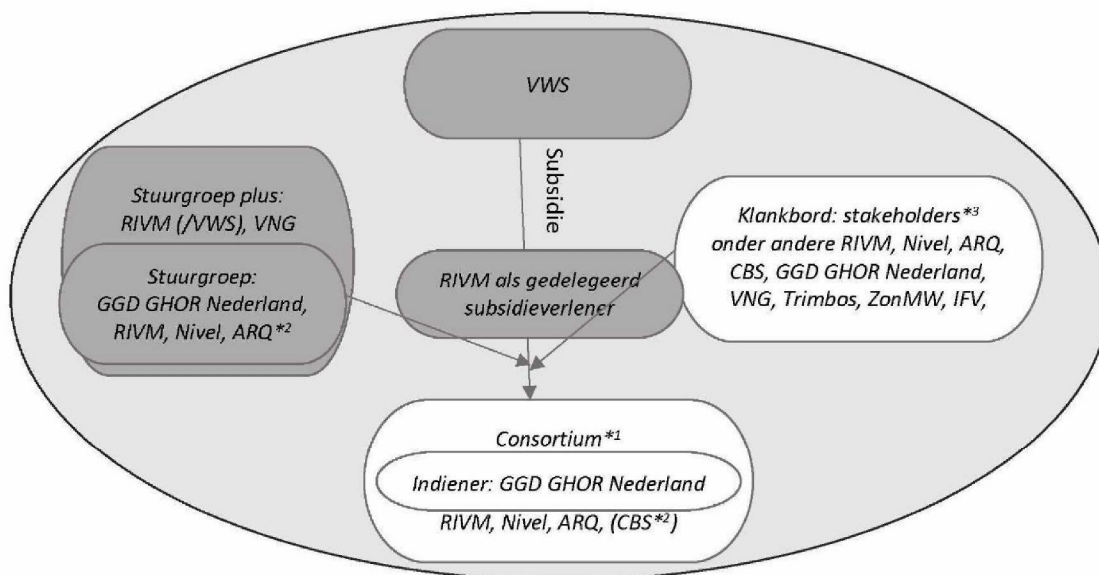 VWS
Subsidie
Stuurgroep plus:
RIVM (/VWS), VNG
Stuurgroep:
GGD GHOR Nederland,
RIVM, Nivel, ARQ*2
RIVM als gedelegeerd
subsidieverlener
Klankbord: stakeholders*3
onder andere RIVM, Nivel, ARQ,
CBS, GGD GHOR Nederland,
VNG, Trimbos, ZonMW, IFV,
Consortium*1
Indiener: GGD GHOR Nederland
RIVM, Nivel, ARQ, (CBS*2)